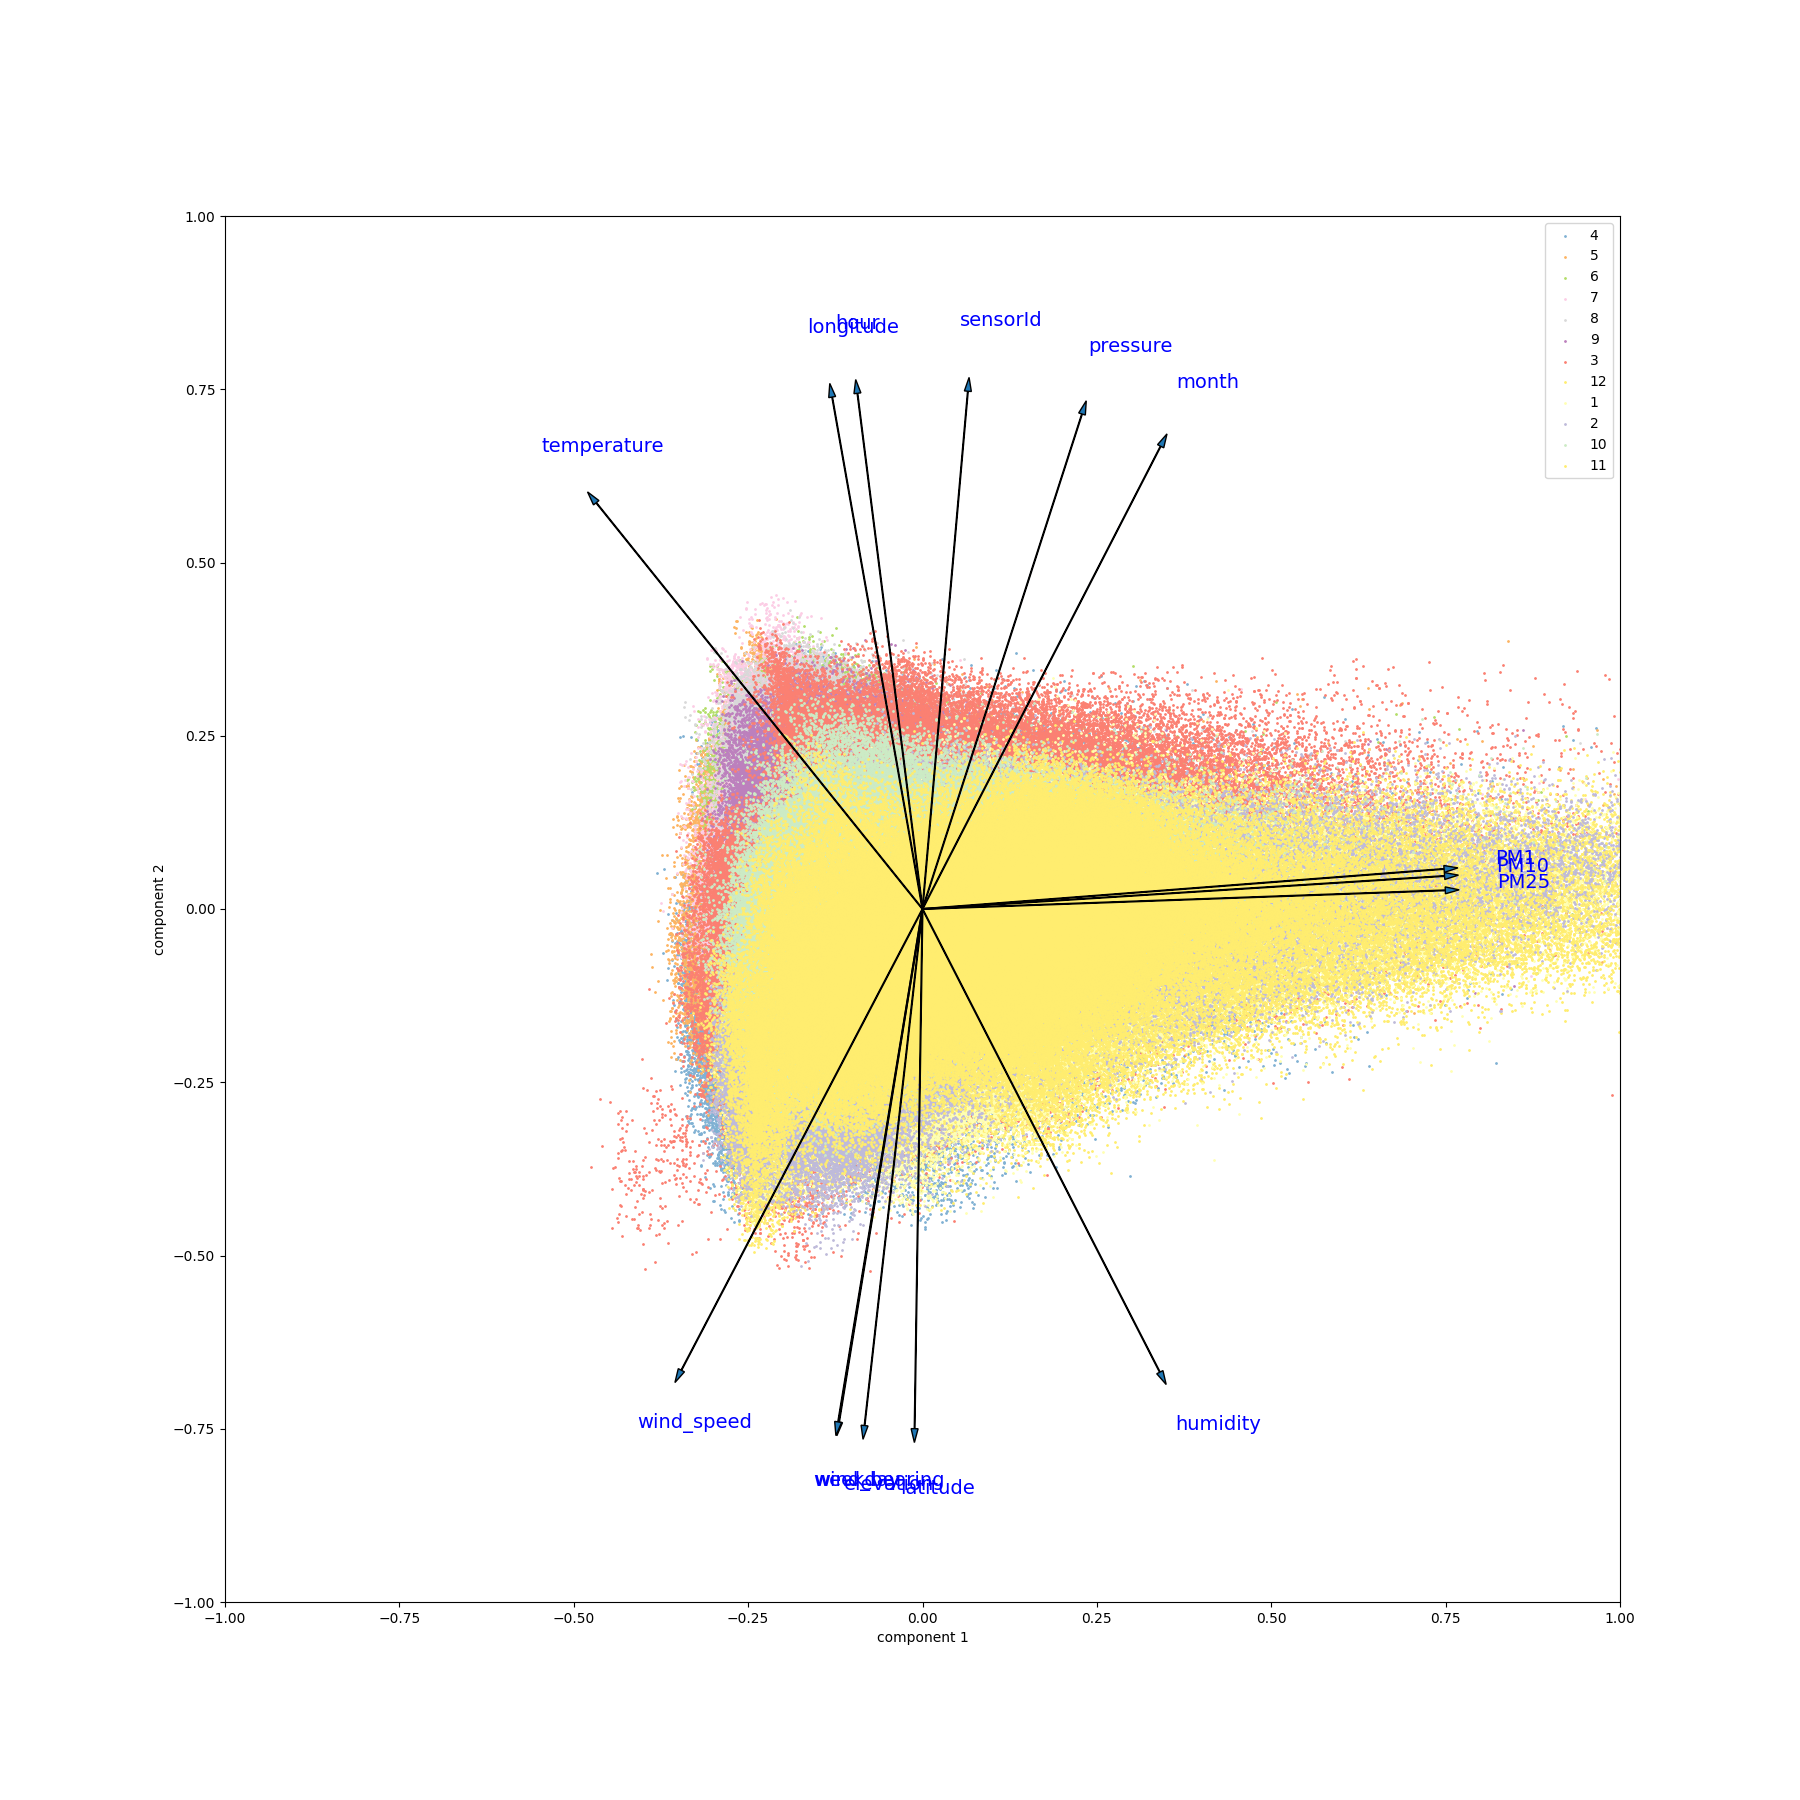 1.00
0.75
0.50
0.25
0.00
−0.25
−0.50
−0.75
−1.00
−1.00
−0.75
−0.50
−0.25
0.00
0.25
0.50
0.75
1.00
component 1
component 2
4
5
6
7
8
9
3
12
1
2
10
11
hour
longitude
sensorId
pressure
month
temperature
PM1
PM10
PM25
wind_speed
humidity
weekday
wind_bearing
elevation
latitude